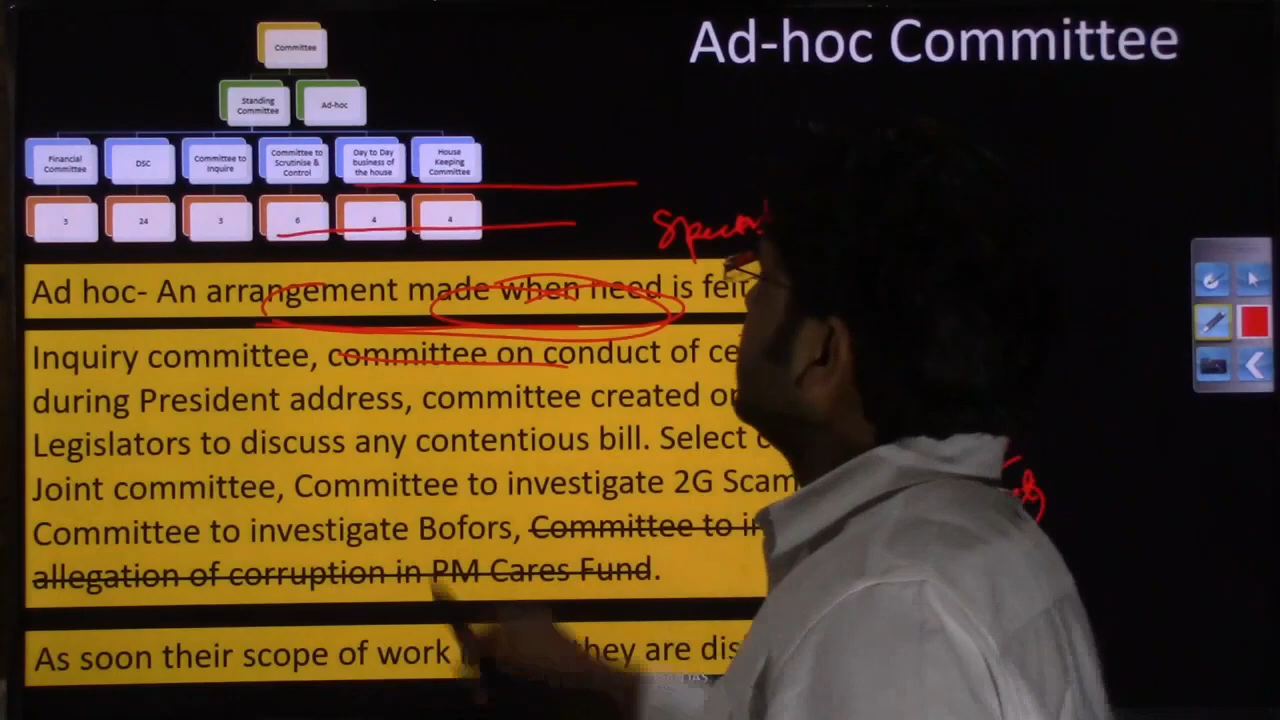 Ad-hoc Committee
Committee
Standing Committee
Ad-hoc
Financial Committee
DSC
Committee to Inquire
Committee to Scrutinise & Control
Day to Day business of the house
House Keeping Committee
3
24
3
6
4
4
Ad hoc- An arrangement made when need is felt
Inquiry committee, committee on conduct of
during President address, committee created
Legislators to discuss any contentious bill. Select
Joint committee, Committee to investigate 2G Scam
Committee to investigate Bofors, Committee to
allegation of corruption in PM Cares Fund.
As soon their scope of work they are